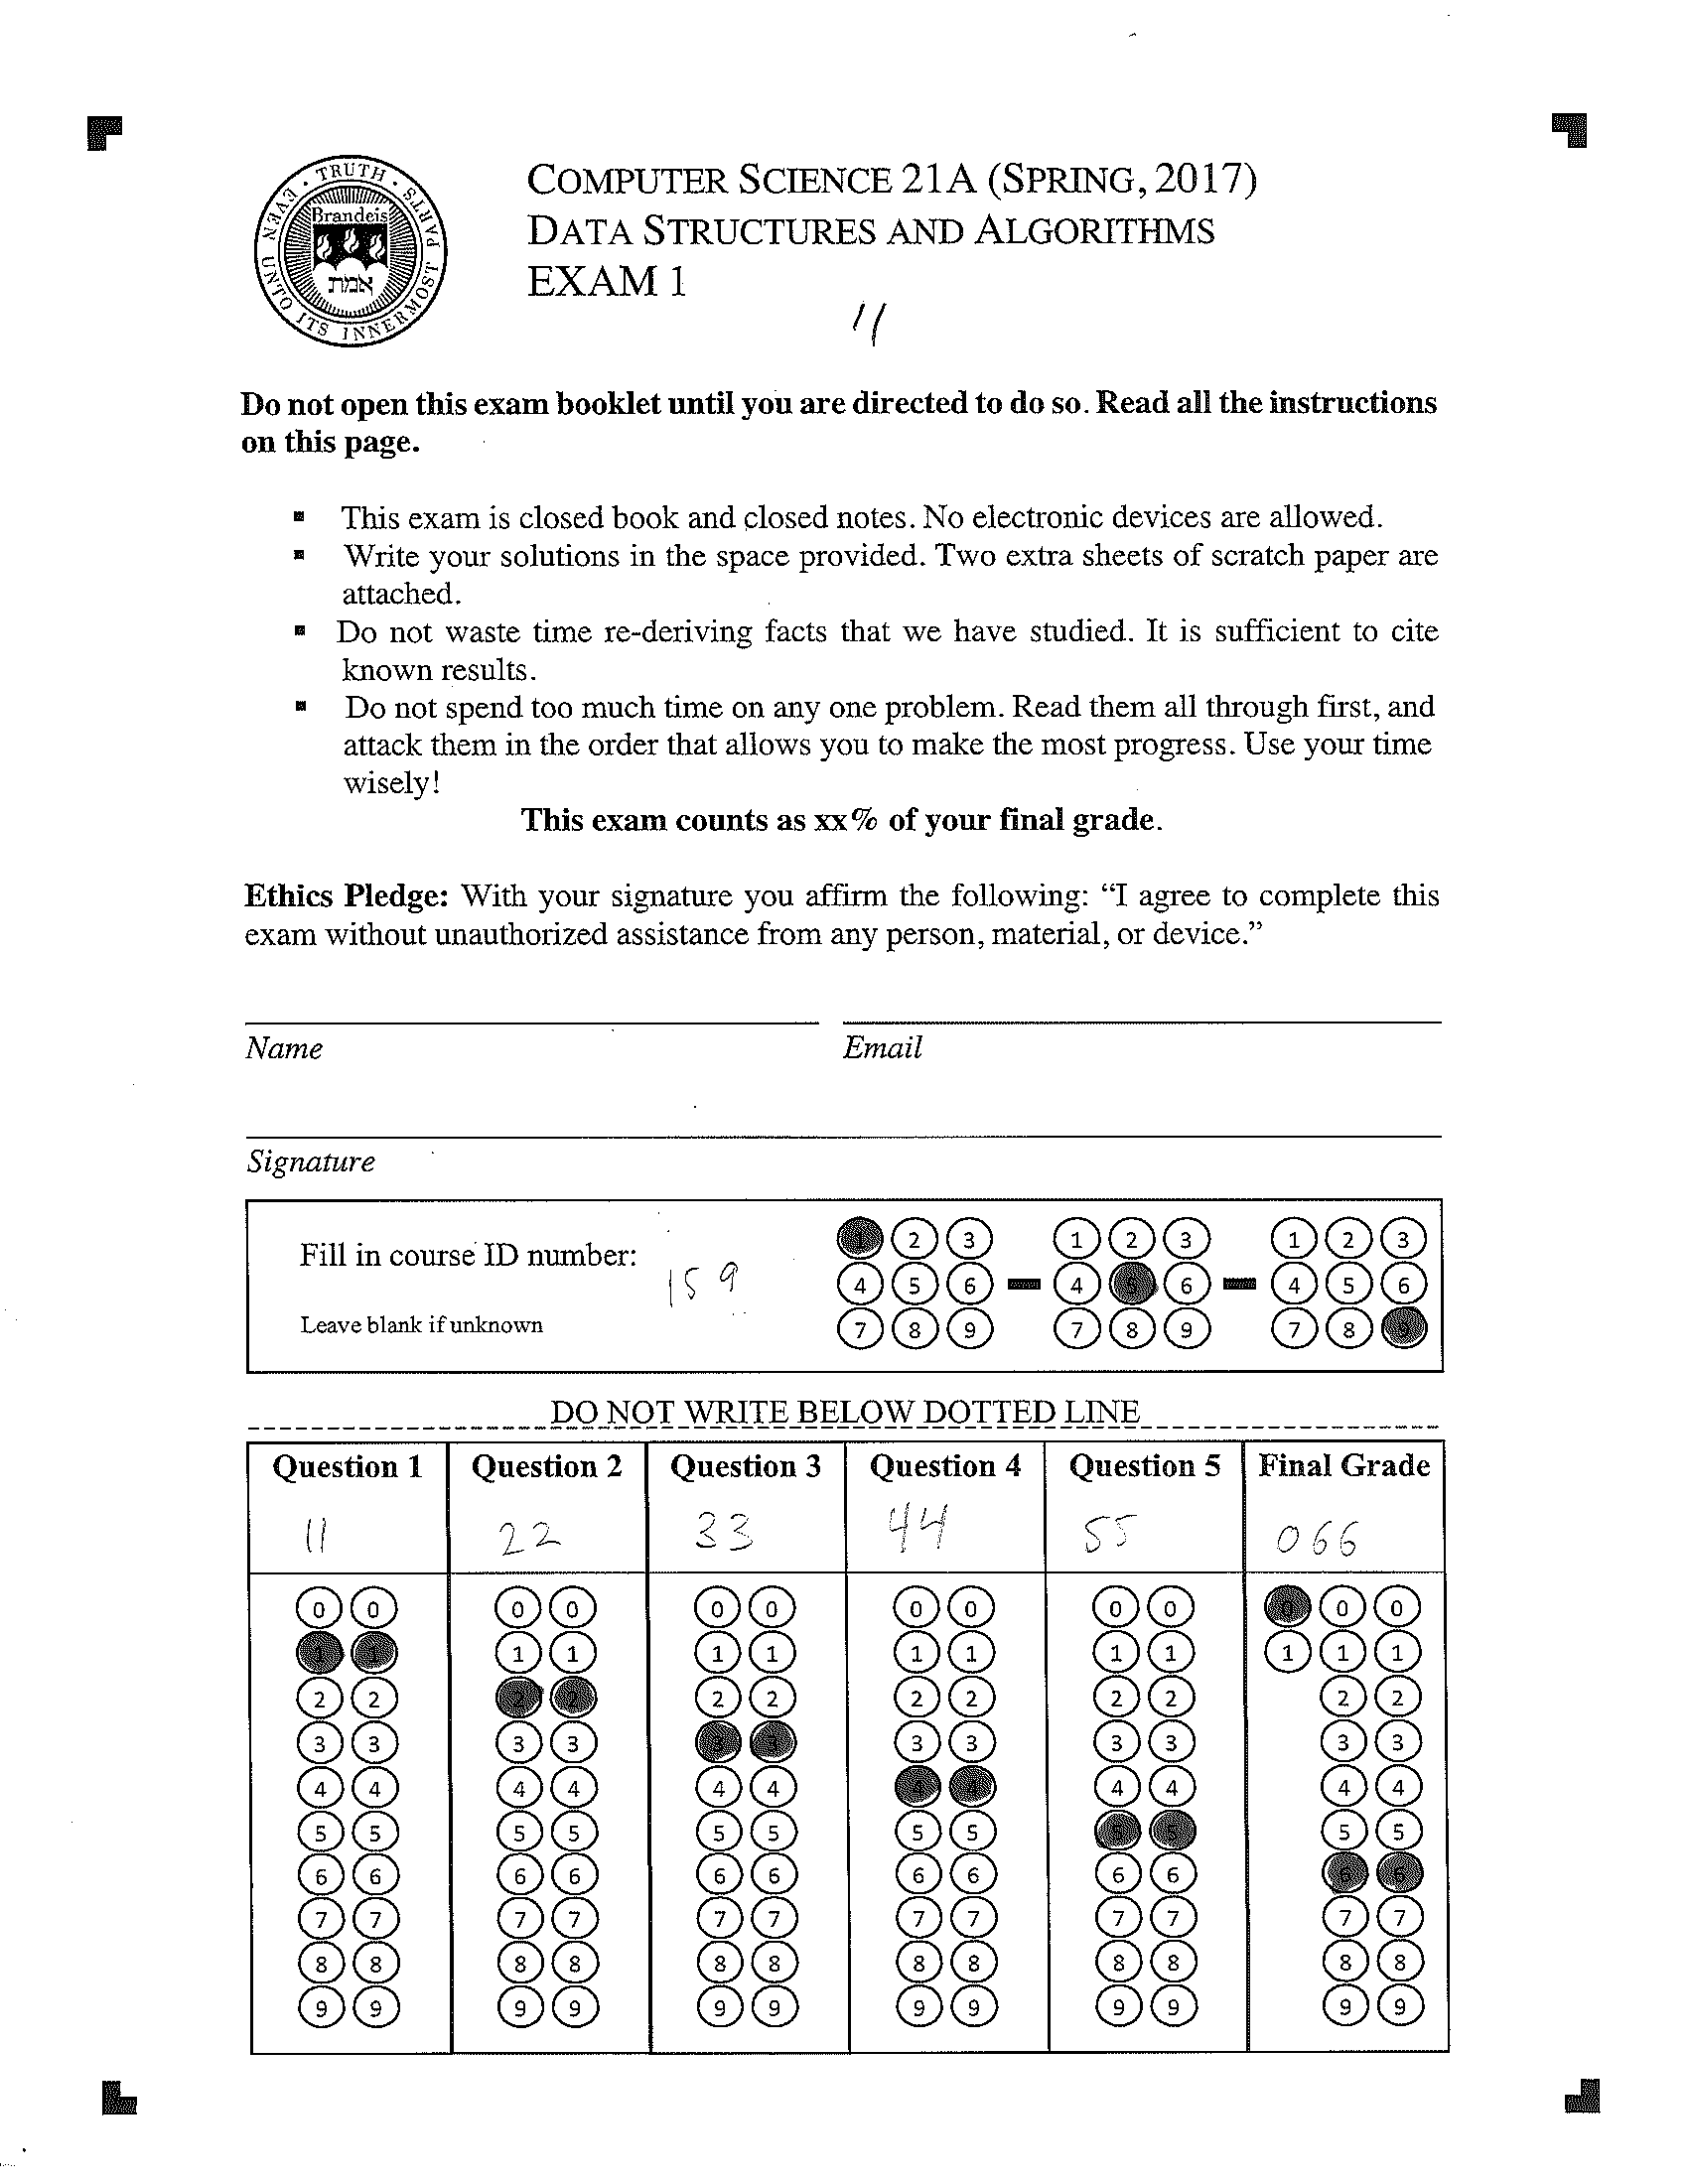 TRUTH · EVEN UNTO ITS INNERMOST PARTS ·
Brandeis
אמת
COMPUTER SCIENCE 21A (SPRING, 2017)
DATA STRUCTURES AND ALGORITHMS
EXAM 1
11
Do not open this exam booklet until you are directed to do so. Read all the instructions
on this page.
▪ This exam is closed book and closed notes. No electronic devices are allowed.
▪ Write your solutions in the space provided. Two extra sheets of scratch paper are
attached.
▪ Do not waste time re-deriving facts that we have studied. It is sufficient to cite
known results.
▪ Do not spend too much time on any one problem. Read them all through first, and
attack them in the order that allows you to make the most progress. Use your time
wisely!
This exam counts as xx% of your final grade.
Ethics Pledge: With your signature you affirm the following: “I agree to complete this
exam without unauthorized assistance from any person, material, or device.”
Name Email
Signature
Fill in course ID number: 159
Leave blank if unknown
1 2 3 1 2 3 1 2 3
4 5 6 - 4 5 6 - 4 5 6
7 8 9 7 8 9 7 8 9
DO NOT WRITE BELOW DOTTED LINE
Question 1 Question 2 Question 3 Question 4 Question 5 Final Grade
11 22 33 44 55 066
0 0 0 0 0 0 0 0 0 0 0 0 0
1 1 1 1 1 1 1 1 1 1 1 1 1
2 2 2 2 2 2 2 2 2 2 2 2
3 3 3 3 3 3 3 3 3 3 3 3
4 4 4 4 4 4 4 4 4 4 4 4
5 5 5 5 5 5 5 5 5 5 5 5
6 6 6 6 6 6 6 6 6 6 6 6
7 7 7 7 7 7 7 7 7 7 7 7
8 8 8 8 8 8 8 8 8 8 8 8
9 9 9 9 9 9 9 9 9 9 9 9